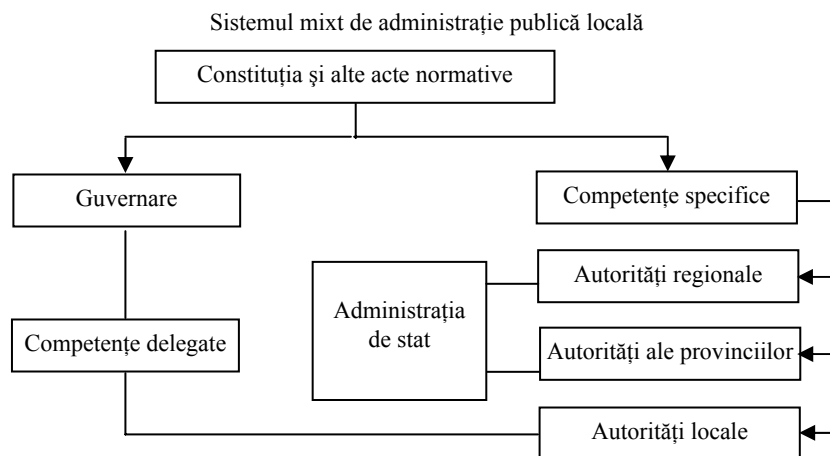 Sistemul mixt de administrație publică locală
Constituția şi alte acte normative
Guvernare
Competențe specifice
Autorități regionale
Administrația
de stat
Competențe delegate
Autorități ale provinciilor
Autorități locale